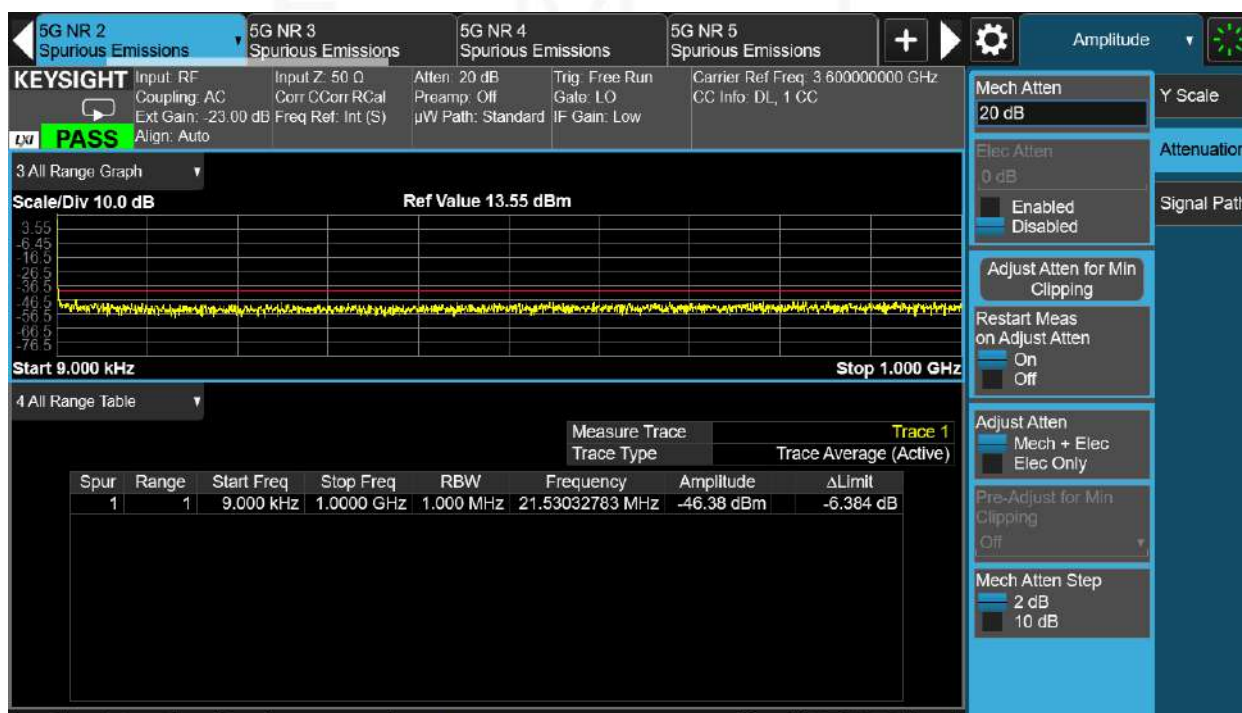 5G NR 2
Spurious Emissions
5G NR 3
Spurious Emissions
5G NR 4
Spurious Emissions
5G NR 5
Spurious Emissions
+
Amplitude
KEYSIGHT
LXI
PASS
Input: RF
Coupling: AC
Ext Gain: -23.00 dB
Align: Auto
Input Z: 50 Ω
Corr CCorr RCal
Freq Ref: Int (S)
Atten: 20 dB
Preamp: Off
µW Path: Standard
Trig: Free Run
Gate: LO
IF Gain: Low
Carrier Ref Freq: 3.600000000 GHz
CC Info: DL, 1 CC
3 All Range Graph
Scale/Div 10.0 dB
Ref Value 13.55 dBm
3.55
-6.45
-16.5
-26.5
-36.5
-46.5
-56.5
-66.5
-76.5
Start 9.000 kHz
Stop 1.000 GHz
4 All Range Table
Measure Trace Trace 1
Trace Type Trace Average (Active)
Spur Range Start Freq Stop Freq RBW Frequency Amplitude ΔLimit
1 1 9.000 kHz 1.0000 GHz 1.000 MHz 21.53032783 MHz -46.38 dBm -6.384 dB
Mech Atten
20 dB
Elec Atten
0 dB
Enabled
Disabled
Adjust Atten for Min
Clipping
Restart Meas
on Adjust Atten
On
Off
Adjust Atten
Mech + Elec
Elec Only
Pre-Adjust for Min
Clipping
Off
Mech Atten Step
2 dB
10 dB
Y Scale
Attenuation
Signal Path